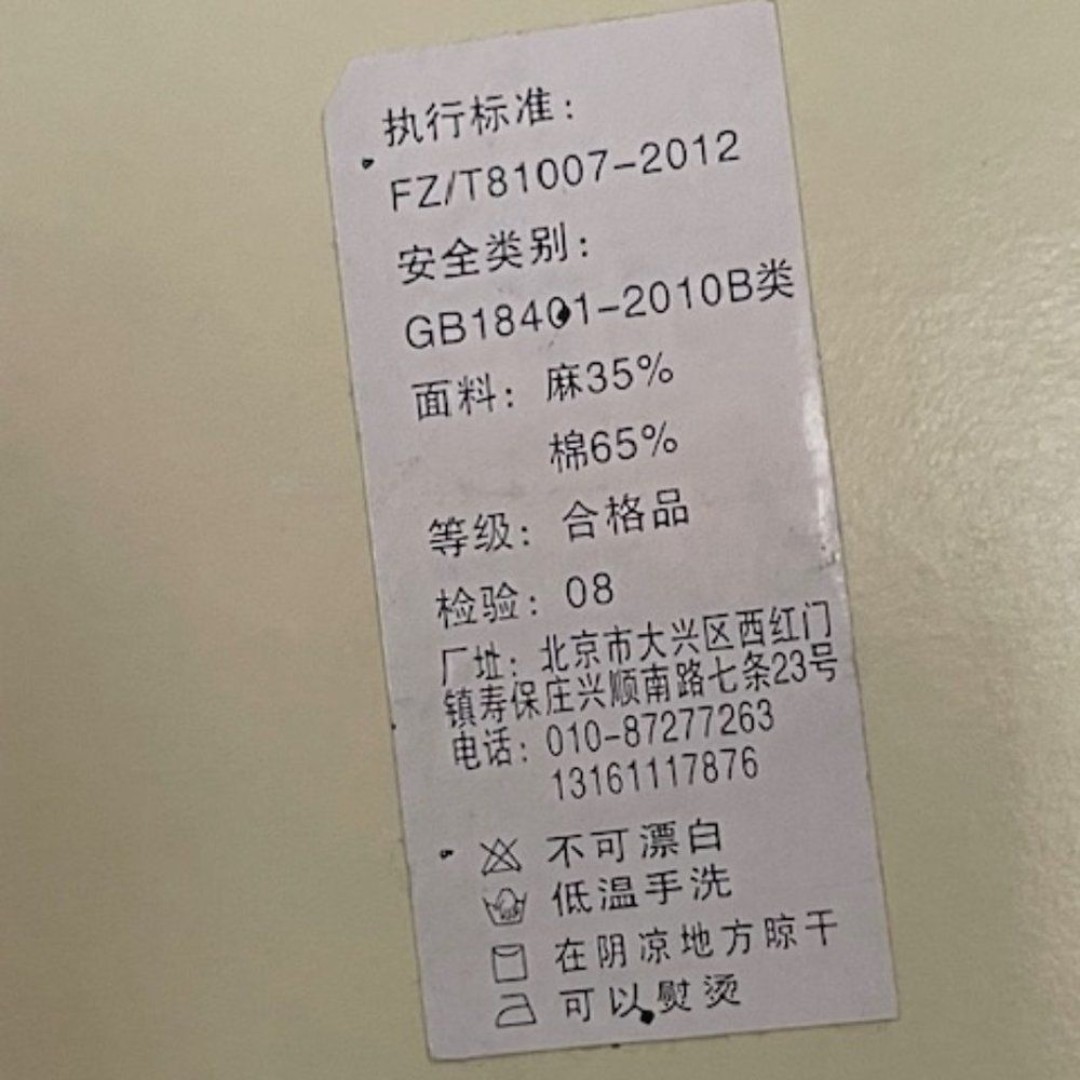 执行标准：
FZ/T81007-2012
安全类别：
GB18401-2010B类
面料：麻35%
棉65%
等级：合格品
检验：08
厂址：北京市大兴区西红门
镇寿保庄兴顺南路七条23号
电话：010-87277263
13161117876
不可漂白
低温手洗
在阴凉地方晾干
可以熨烫